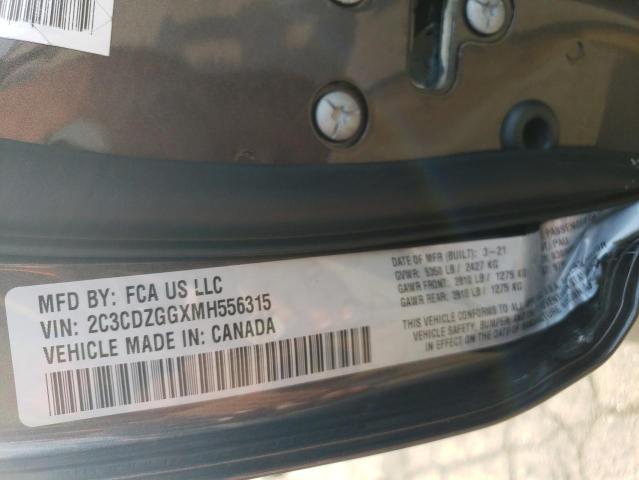 MFD BY: FCA US LLC
VIN: 2C3CDZGGXMH556315
VEHICLE MADE IN: CANADA
DATE OF MFR (BUILT): 3-21
GVWR: 5350 LB / 2427 KG
GAWR FRONT: 2810 LB / 1275 KG
GAWR REAR: 2810 LB / 1275 KG
THIS VEHICLE CONFORMS TO ALL
VEHICLE SAFETY, BUMPER, AND
IN EFFECT ON THE DATE OF